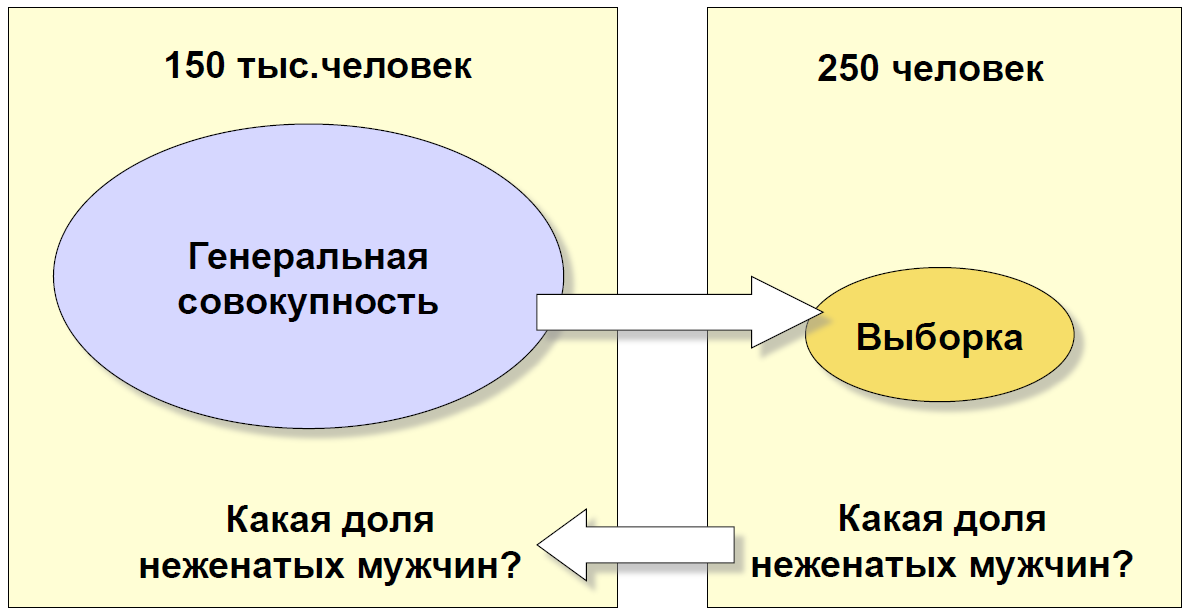 150 тыс.человек
Генеральная
совокупность
Какая доля
неженатых мужчин?
250 человек
Выборка
Какая доля
неженатых мужчин?